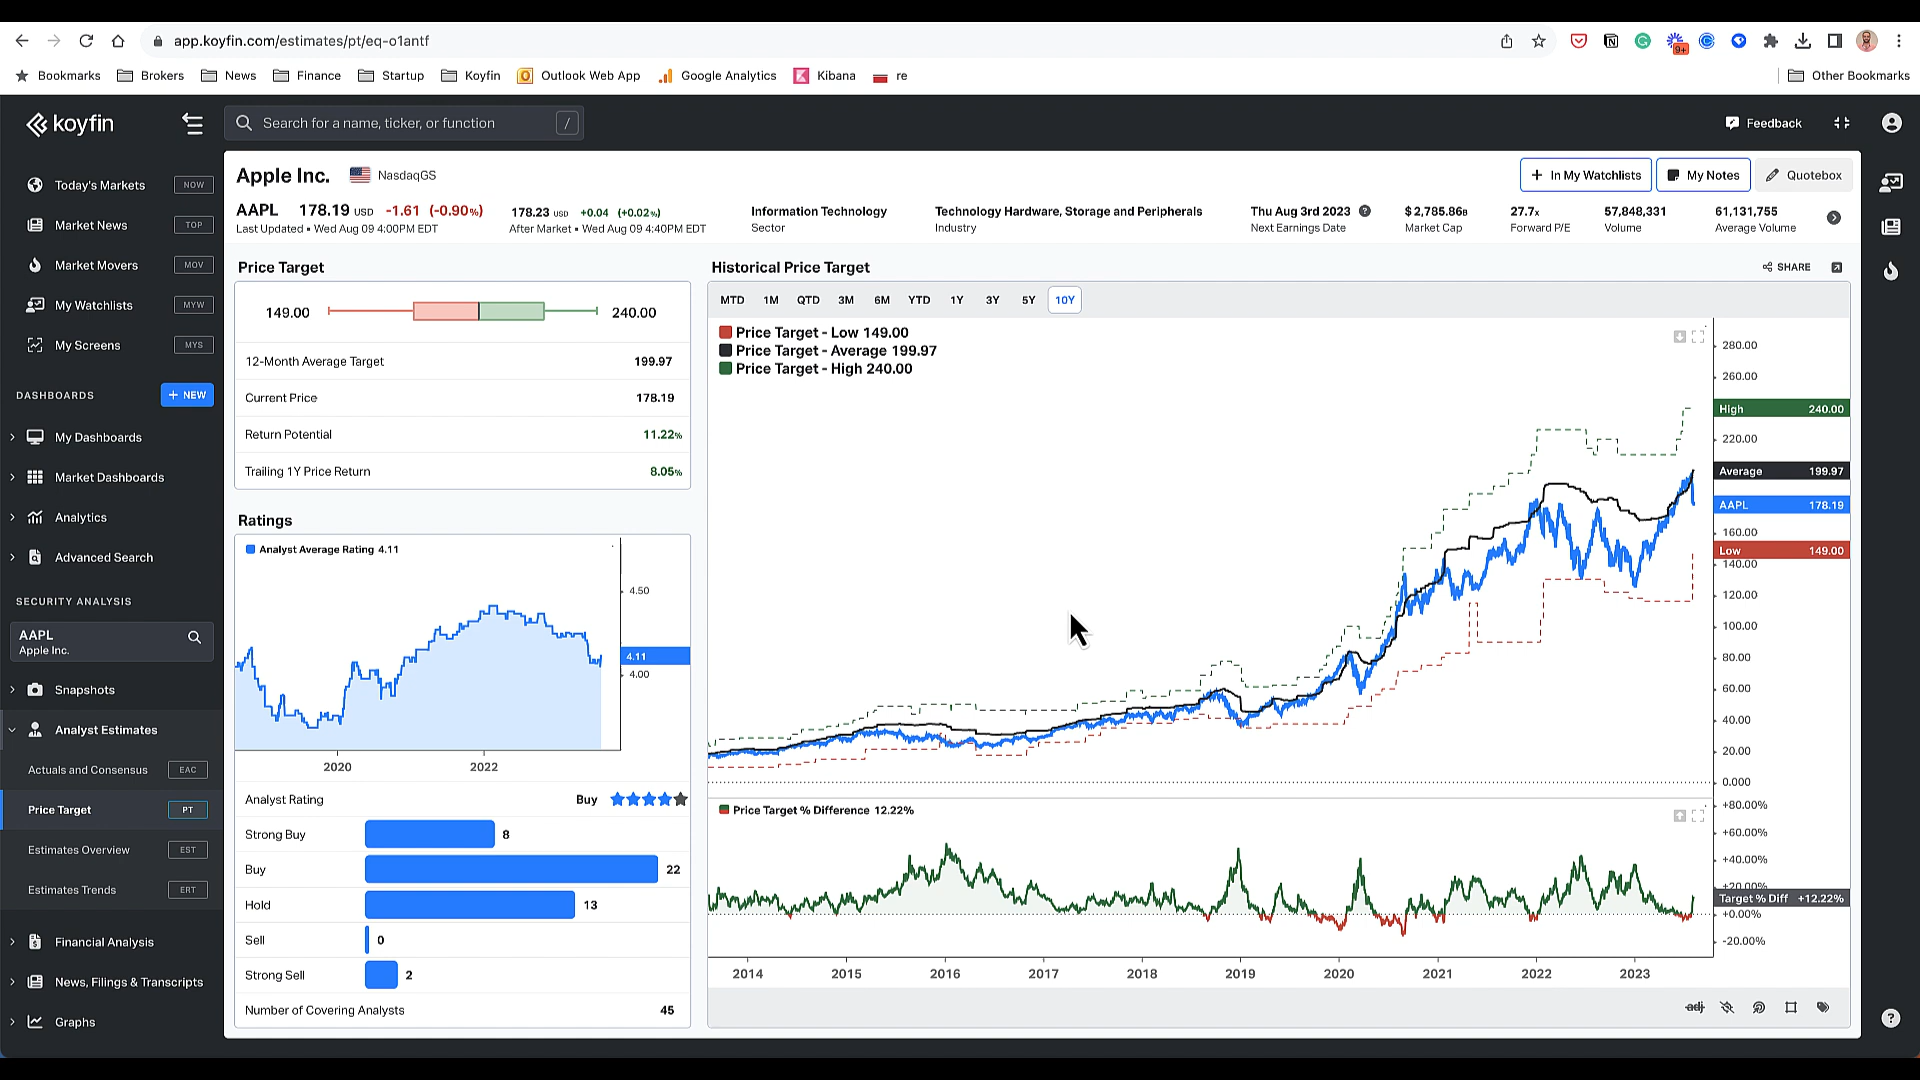 app.koyfin.com/estimates/pt/eq-o1antf
9+
Bookmarks Brokers News Finance Startup Koyfin Outlook Web App Google Analytics Kibana re Other Bookmarks
koyfin
Search for a name, ticker, or function /
Feedback
Today's Markets NOW
Market News TOP
Market Movers MOV
My Watchlists MYW
My Screens MYS
DASHBOARDS + NEW
My Dashboards
Market Dashboards
Analytics
Advanced Search
SECURITY ANALYSIS
AAPL
Apple Inc.
Snapshots
Analyst Estimates
Actuals and Consensus EAC
Price Target PT
Estimates Overview EST
Estimates Trends ERT
Financial Analysis
News, Filings & Transcripts
Graphs
Apple Inc. NasdaqGS
+ In My Watchlists My Notes Quotebox
AAPL 178.19 USD -1.61 (-0.90%)
Last Updated • Wed Aug 09 4:00PM EDT
178.23 USD +0.04 (+0.02%)
After Market • Wed Aug 09 4:40PM EDT
Information Technology
Sector
Technology Hardware, Storage and Peripherals
Industry
Thu Aug 3rd 2023 ?
Next Earnings Date
$2,785.86B
Market Cap
27.7x
Forward P/E
57,848,331
Volume
61,131,755
Average Volume
Price Target
149.00 240.00
12-Month Average Target 199.97
Current Price 178.19
Return Potential 11.22%
Trailing 1Y Price Return 8.05%
Ratings
Analyst Average Rating 4.11
4.50
4.11
4.00
2020 2022
Analyst Rating Buy
Strong Buy 8
Buy 22
Hold 13
Sell 0
Strong Sell 2
Number of Covering Analysts 45
Historical Price Target
SHARE
MTD 1M QTD 3M 6M YTD 1Y 3Y 5Y 10Y
Price Target - Low 149.00
Price Target - Average 199.97
Price Target - High 240.00
280.00
260.00
High 240.00
220.00
Average 199.97
AAPL 178.19
160.00
Low 149.00
140.00
120.00
100.00
80.00
60.00
40.00
20.00
0.000
Price Target % Difference 12.22%
+80.00%
+60.00%
+40.00%
+20.00%
Target % Diff +12.22%
+0.00%
-20.00%
2014 2015 2016 2017 2018 2019 2020 2021 2022 2023
adj
?